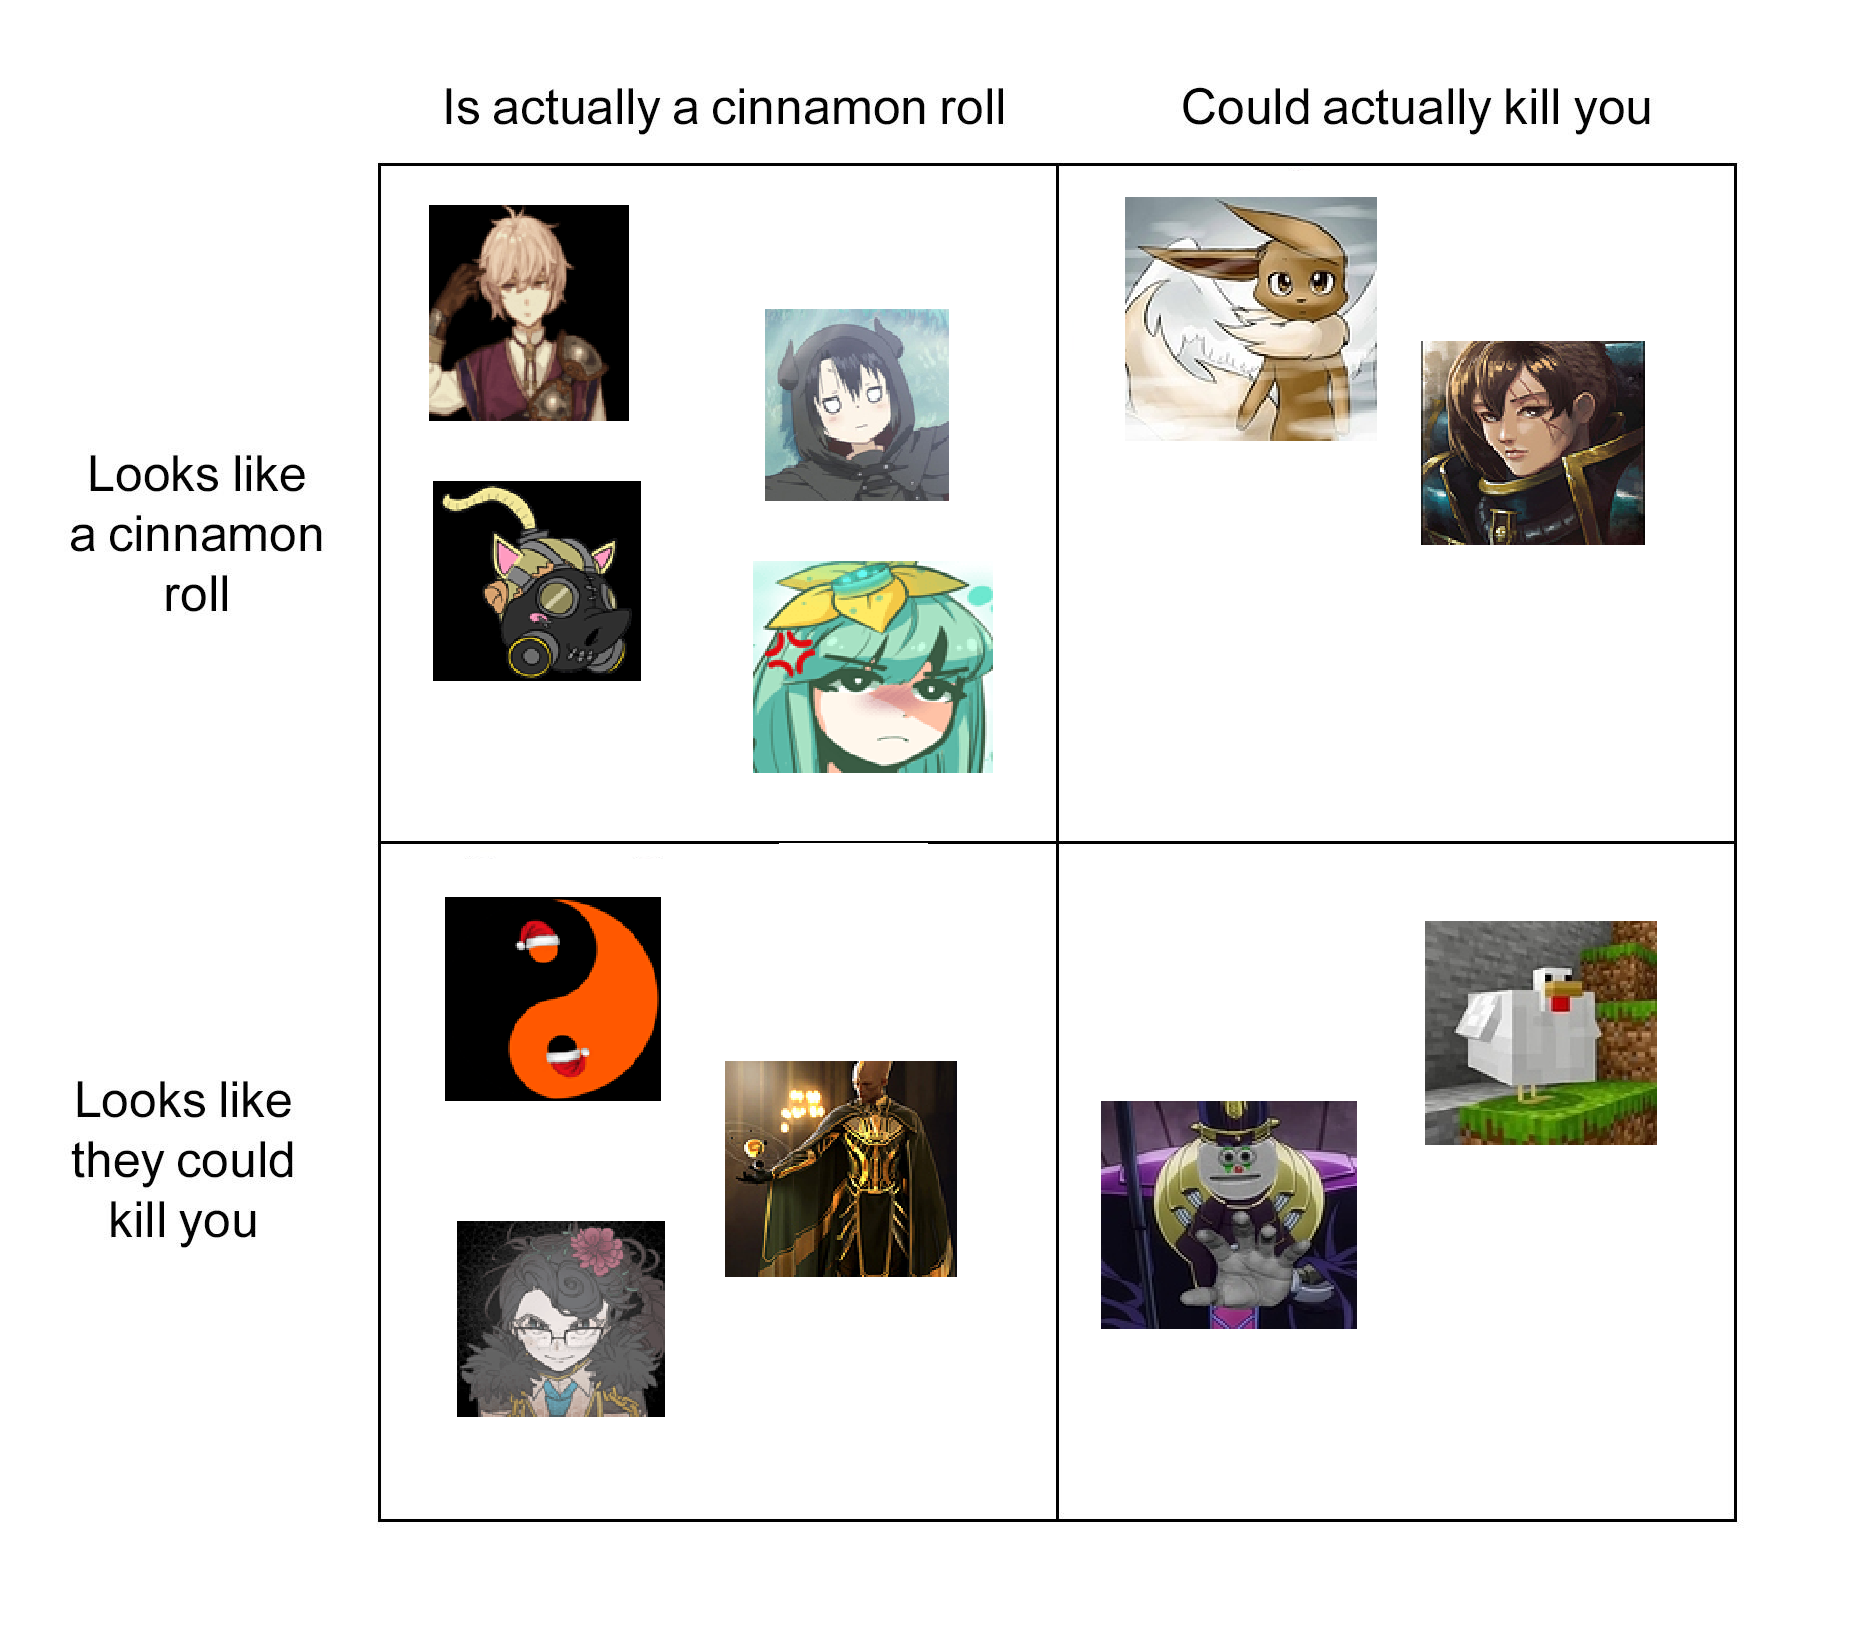 Is actually a cinnamon roll
Could actually kill you
Looks like
a cinnamon
roll
Looks like
they could
kill you